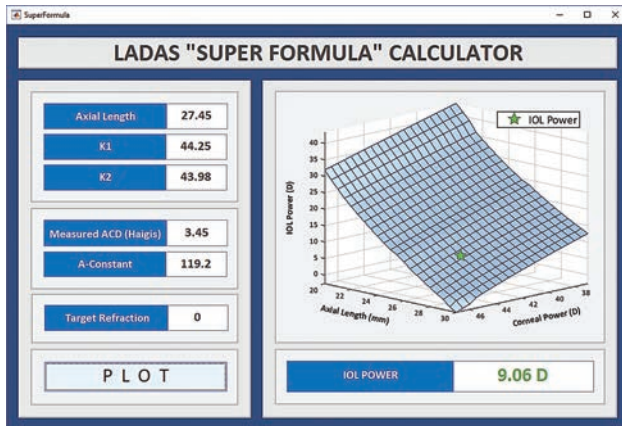 SuperFormula
LADAS "SUPER FORMULA" CALCULATOR
Axial Length 27.45
K1 44.25
K2 43.98
Measured ACD (Haigis) 3.45
A-Constant 119.2
Target Refraction 0
PLOT
IOL Power
IOL Power (D)
40
35
30
25
20
15
10
5
0
20 22 24 26 28 30
Axial Length (mm)
46 44 42 40 38
Corneal Power (D)
IOL POWER 9.06 D